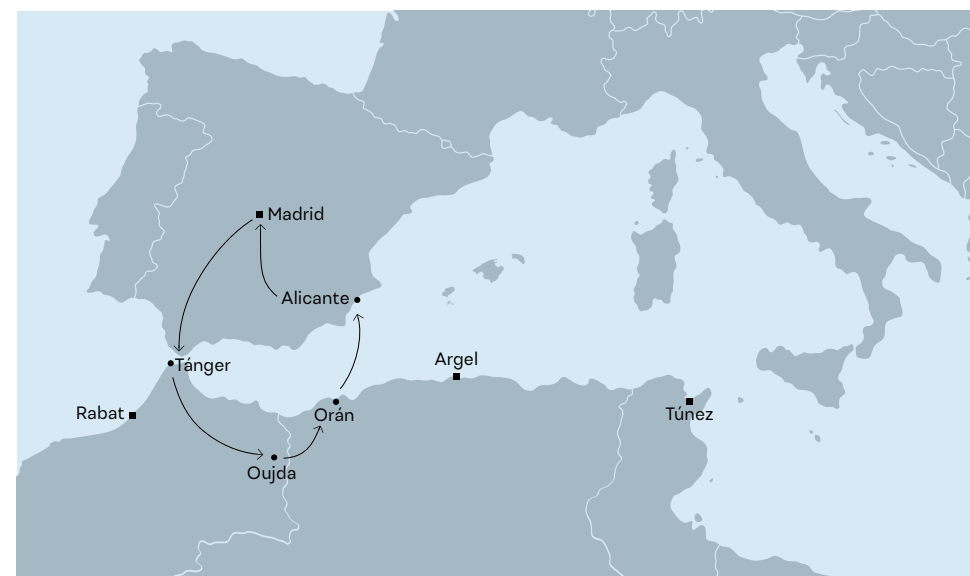 Madrid
Alicante
Argel
Tánger
Rabat
Orán
Túnez
Oujda